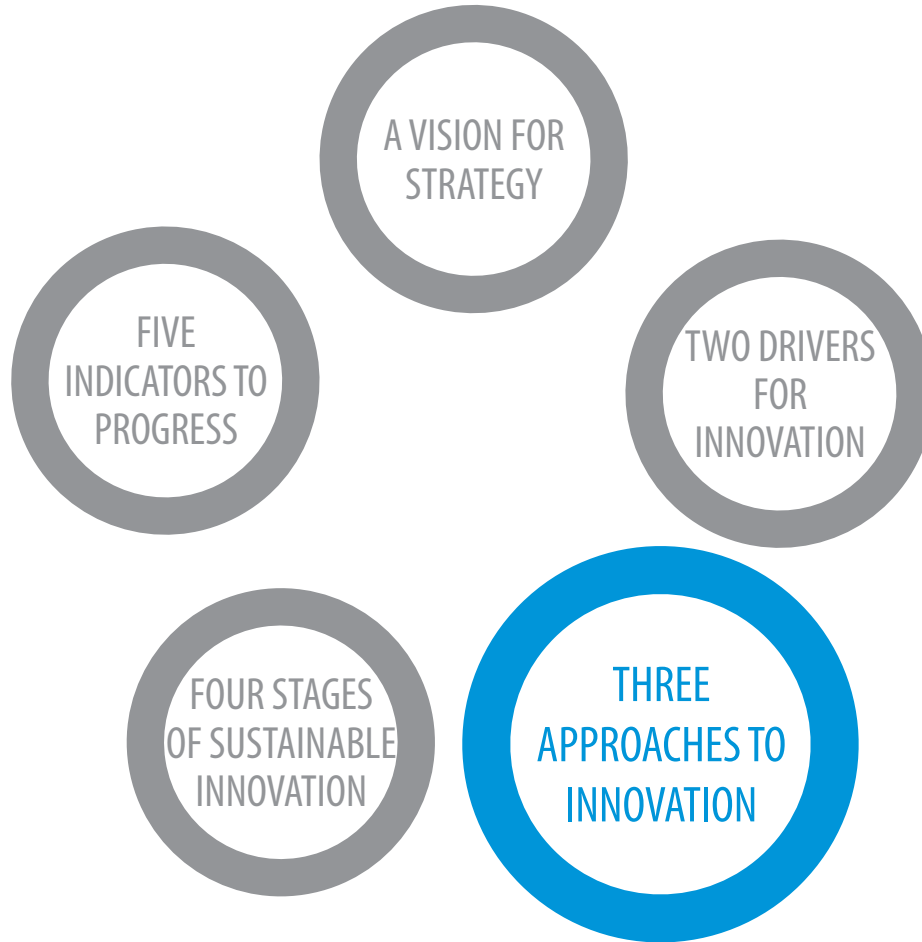 A VISION FOR
STRATEGY
FIVE
INDICATORS TO
PROGRESS
TWO DRIVERS
FOR
INNOVATION
FOUR STAGES
OF SUSTAINABLE
INNOVATION
THREE
APPROACHES TO
INNOVATION